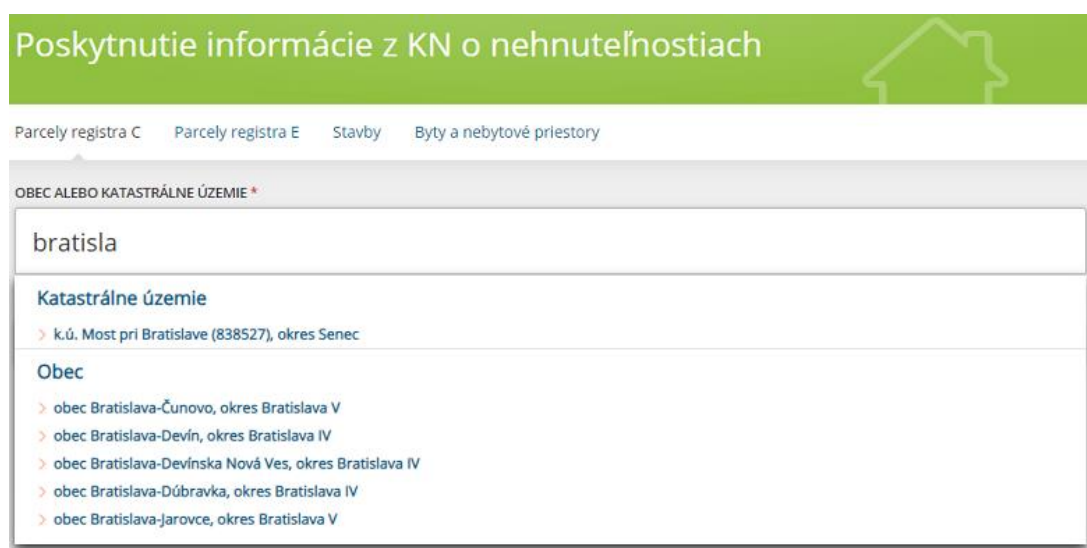 Poskytnutie informácie z KN o nehnuteľnostiach
Parcely registra C Parcely registra E Stavby Byty a nebytové priestory
OBEC ALEBO KATASTRÁLNE ÚZEMIE *
bratisla
Katastrálne územie
k.ú. Most pri Bratislave (838527), okres Senec
Obec
obec Bratislava-Čunovo, okres Bratislava V
obec Bratislava-Devín, okres Bratislava IV
obec Bratislava-Devínska Nová Ves, okres Bratislava IV
obec Bratislava-Dúbravka, okres Bratislava IV
obec Bratislava-Jarovce, okres Bratislava V